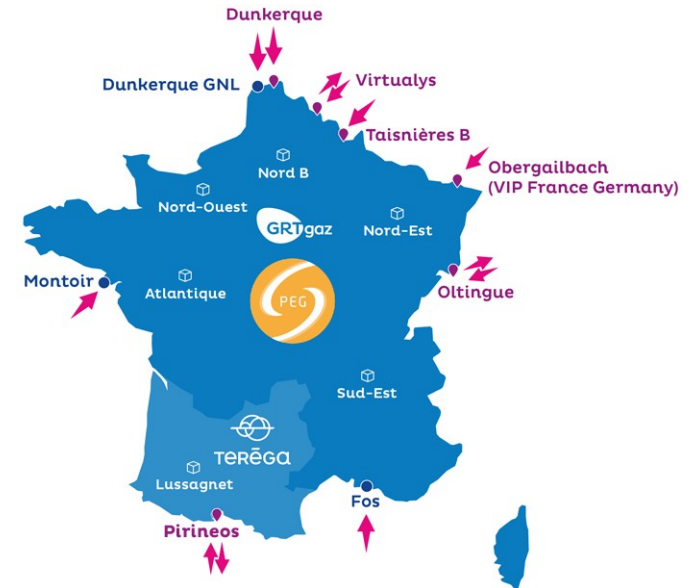 Dunkerque
Dunkerque GNL
Virtualys
Taisnières B
Nord B
Obergailbach
(VIP France Germany)
Nord-Ouest
GRTgaz
Nord-Est
Montoir
Atlantique
PEG
Oltingue
Sud-Est
TERĒGA
Lussagnet
Fos
Pirineos